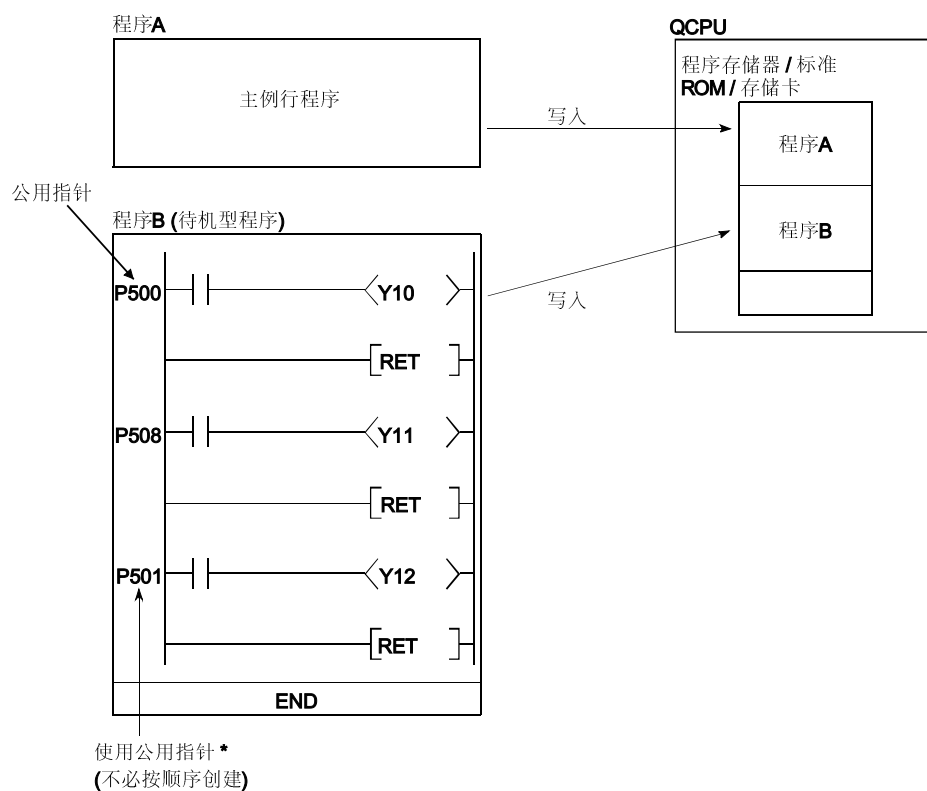 程序A
主例行程序
写入
QCPU
程序存储器 / 标准
ROM / 存储卡
程序A
程序B
公用指针
程序B (待机型程序)
P500
Y10
写入
RET
P508
Y11
RET
P501
Y12
RET
END
使用公用指针 *
(不必按顺序创建)